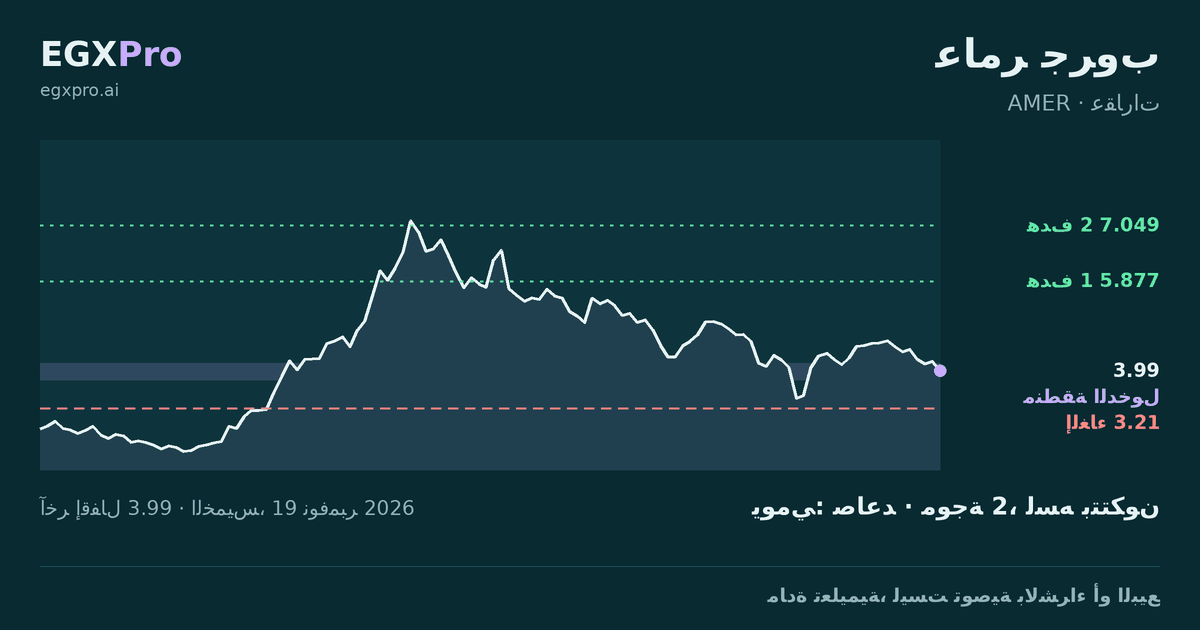 EGXPro
egxpro.ai
عامر جروب
AMER · عقارات
هدف 2 7.049
هدف 1 5.877
3.99
منطقة الدخول
إلغاء 3.21
آخر إقفال 3.99 · الخميس، 19 نوفمبر 2026
يومي: صاعد · موجة 2، لسه بتتكون
مادة تعليمية، ليست توصية بالشراء أو البيع